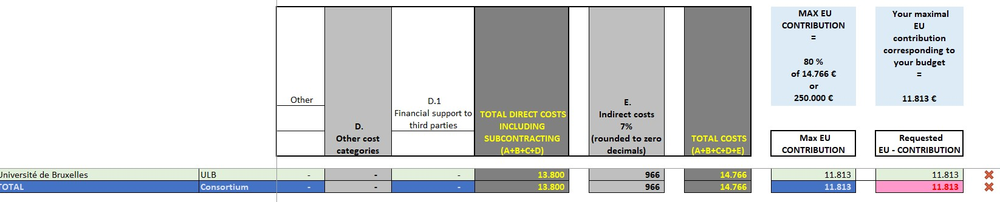 Other
D.
Other cost
categories
D.1
Financial support to
third parties
TOTAL DIRECT COSTS
INCLUDING
SUBCONTRACTING
(A+B+C+D)
E.
Indirect costs
7%
(rounded to zero
decimals)
TOTAL COSTS
(A+B+C+D+E)
MAX EU
CONTRIBUTION
=
80 %
of 14.766 €
or
250.000 €
Max EU
CONTRIBUTION
Your maximal
EU
contribution
corresponding to
your budget
=
11.813 €
Requested
EU - CONTRIBUTION
Université de Bruxelles ULB - - - 13.800 966 14.766 11.813 11.813
TOTAL Consortium - - - 13.800 966 14.766 11.813 11.813